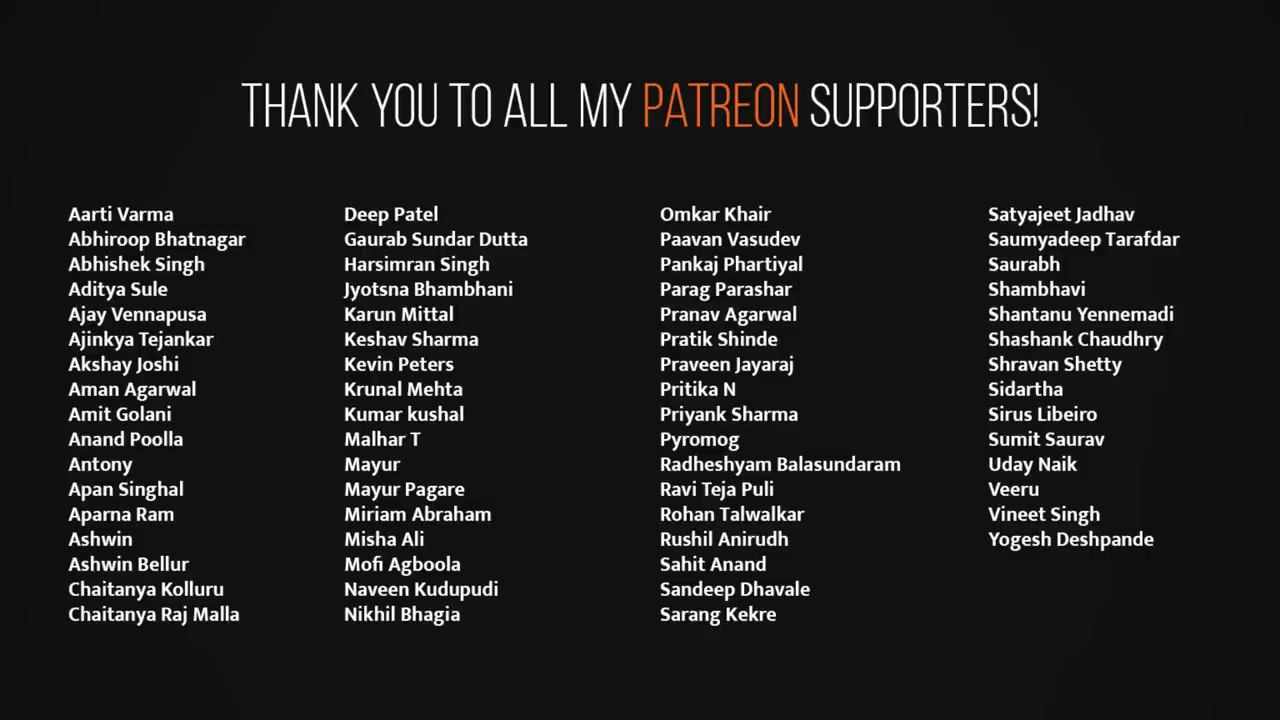 THANK YOU TO ALL MY PATREON SUPPORTERS!
Aarti Varma
Abhiroop Bhatnagar
Abhishek Singh
Aditya Sule
Ajay Vennapusa
Ajinkya Tejankar
Akshay Joshi
Aman Agarwal
Amit Golani
Anand Poolla
Antony
Apan Singhal
Aparna Ram
Ashwin
Ashwin Bellur
Chaitanya Kolluru
Chaitanya Raj Malla
Deep Patel
Gaurab Sundar Dutta
Harsimran Singh
Jyotsna Bhambhani
Karun Mittal
Keshav Sharma
Kevin Peters
Krunal Mehta
Kumar kushal
Malhar T
Mayur
Mayur Pagare
Miriam Abraham
Misha Ali
Mofi Agboola
Naveen Kudupudi
Nikhil Bhagia
Omkar Khair
Paavan Vasudev
Pankaj Phartiyal
Parag Parashar
Pranav Agarwal
Pratik Shinde
Praveen Jayaraj
Pritika N
Priyank Sharma
Pyromog
Radheshyam Balasundaram
Ravi Teja Puli
Rohan Talwalkar
Rushil Anirudh
Sahit Anand
Sandeep Dhavale
Sarang Kekre
Satyajeet Jadhav
Saumyadeep Tarafdar
Saurabh
Shambhavi
Shantanu Yennemadi
Shashank Chaudhry
Shravan Shetty
Sidartha
Sirus Libeiro
Sumit Saurav
Uday Naik
Veeru
Vineet Singh
Yogesh Deshpande